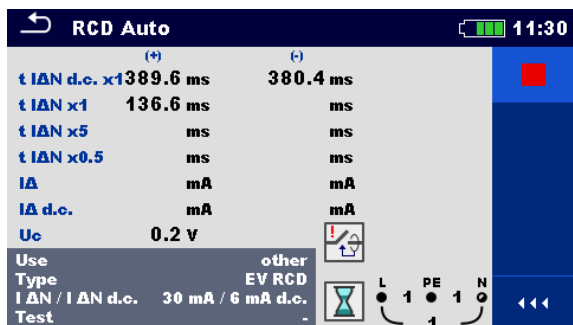 RCD Auto 11:30
(+) (-)
t IΔN d.c. x1 389.6 ms 380.4 ms
t IΔN x1 136.6 ms ms
t IΔN x5 ms ms
t IΔN x0.5 ms ms
IΔ mA mA
IΔ d.c. mA mA
Uc 0.2 V
Use other
Type EV RCD
I ΔN / I ΔN d.c. 30 mA / 6 mA d.c.
Test -
L PE N
1 1
1